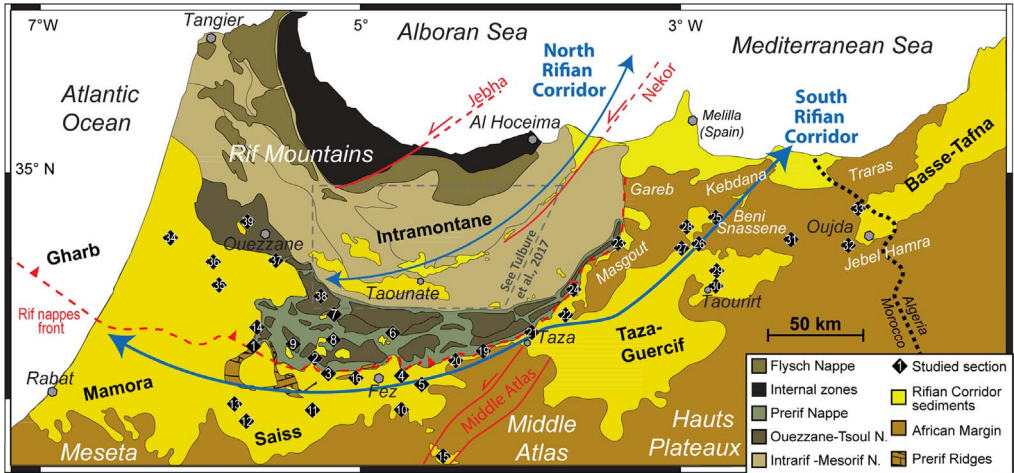 7°W
5°
3°W
Tangier
Alboran Sea
Mediterranean Sea
Atlantic
Ocean
North
Rifian
Corridor
Jebha
Nekor
Al Hoceima
Melilla
(Spain)
South
Rifian
Corridor
Rif Mountains
35° N
Basse-Tafna
Traras
Kebdana
Gareb
Beni
Snassene
Intramontane
Gharb
Ouezzane
Oujda
Jebel Hamra
Masgout
See Tulbure
et al., 2017
Taounate
Taourirt
Rif nappes
front
Taza
Taza-
Guercif
50 km
Algeria
Morocco
Rabat
Mamora
Fez
Middle Atlas
Saiss
Middle
Atlas
Hauts
Plateaux
Meseta
39
34
36
37
35
38
7
14
1
9
8
6
2
3
16
4
5
20
19
21
22
24
23
13
12
11
10
15
28
25
27
26
29
30
31
33
32
Flysch Nappe
Internal zones
Prerif Nappe
Ouezzane-Tsoul N.
Intrarif -Mesorif N.
1 Studied section
Rifian Corridor
sediments
African Margin
Prerif Ridges